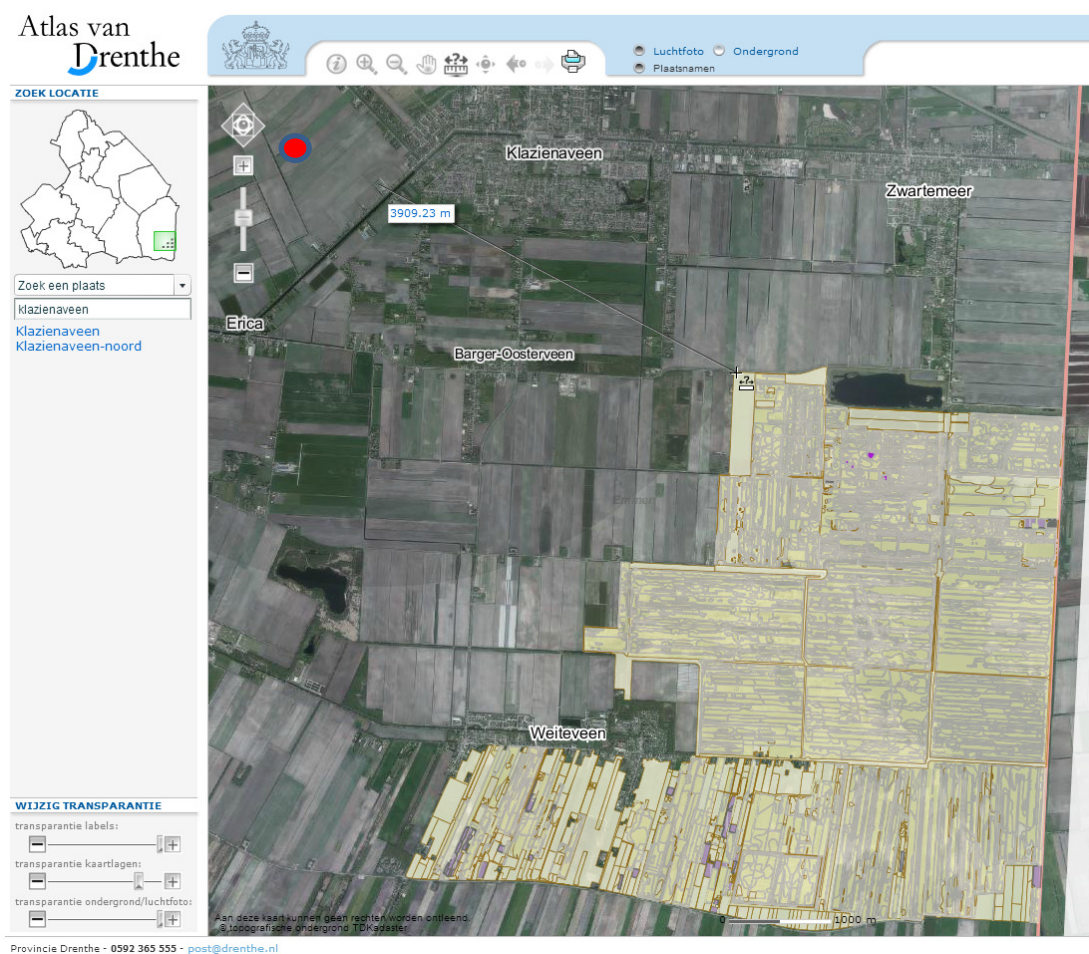 Atlas van
Drenthe
Luchtfoto Ondergrond
Plaatsnamen
ZOEK LOCATIE
Zoek een plaats
klazienaveen
Klazienaveen
Klazienaveen-noord
WIJZIG TRANSPARANTIE
transparantie labels:
transparantie kaartlagen:
transparantie ondergrond/luchtfoto:
Klazienaveen
Zwartemeer
3909.23 m
Erica
Barger-Oosterveen
Weiteveen
Aan deze kaart kunnen geen rechten worden ontleend
© topografische ondergrond TDKadaster
0 1000 m
Provincie Drenthe - 0592 365 555 - post@drenthe.nl